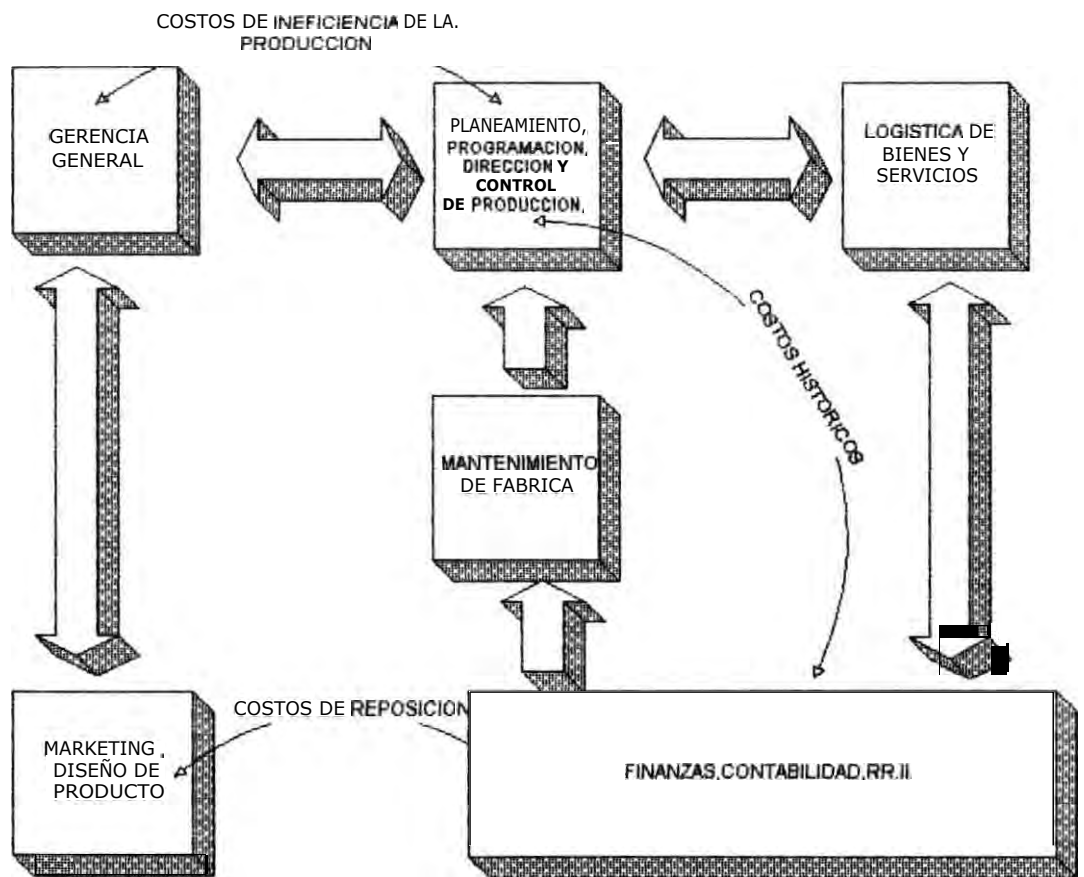 COSTOS DE INEFICIENCIA DE LA.
PRODUCCION
GERENCIA
GENERAL
PLANEAMIENTO,
PROGRAMACION,
DIRECCION Y
CONTROL
DE PRODUCCION.
LOGISTICA DE
BIENES Y
SERVICIOS
COSTOS HISTORICOS
MANTENIMIENTO
DE FABRICA
COSTOS DE REPOSICION
MARKETING.
DISEÑO DE
PRODUCTO
FINANZAS.CONTABILIDAD.RR.II